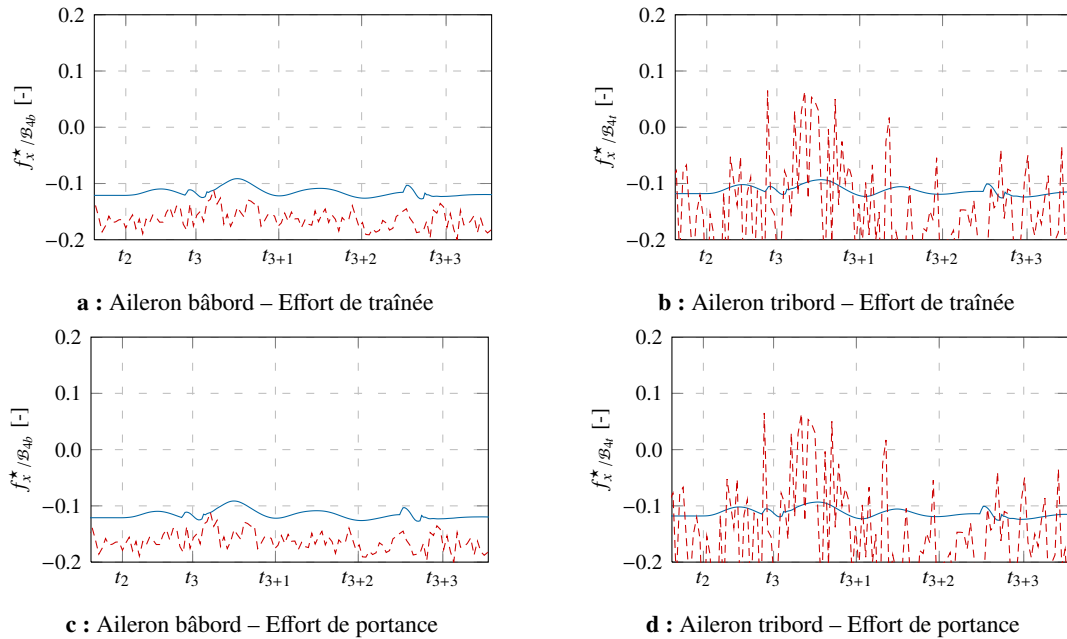 0.2
0.1
0.0
−0.1
−0.2
f★x /B4b [-]
t2 t3 t3+1 t3+2 t3+3
a : Aileron bâbord – Effort de traînée
0.2
0.1
0.0
−0.1
−0.2
f★x /B4t [-]
t2 t3 t3+1 t3+2 t3+3
b : Aileron tribord – Effort de traînée
0.2
0.1
0.0
−0.1
−0.2
f★x /B4b [-]
t2 t3 t3+1 t3+2 t3+3
c : Aileron bâbord – Effort de portance
0.2
0.1
0.0
−0.1
−0.2
f★x /B4t [-]
t2 t3 t3+1 t3+2 t3+3
d : Aileron tribord – Effort de portance